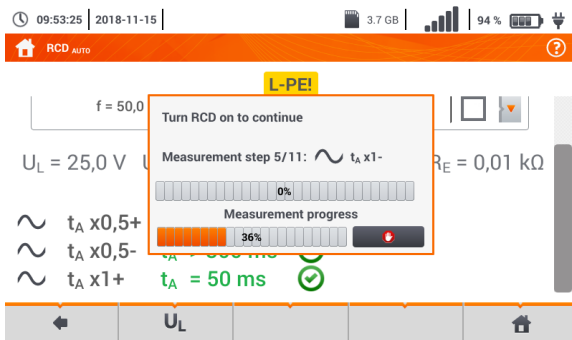 09:53:25 2018-11-15 3.7 GB 94 %
RCD AUTO ?
L-PE!
f = 50,0
Turn RCD on to continue
Measurement step 5/11: tA x1-
0%
Measurement progress
36%
UL = 25,0 V RE = 0,01 kΩ
tA x0,5+
tA x0,5-
tA x1+ tA = 50 ms
UL